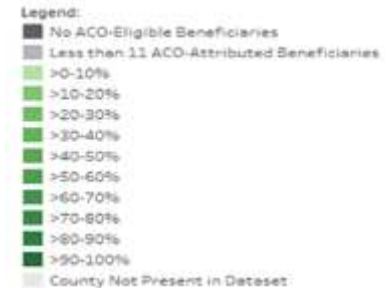 Legend:
No ACO-Eligible Beneficiaries
Less than 11 ACO-Attributed Beneficiaries
>0-10%
>10-20%
>20-30%
>30-40%
>40-50%
>50-60%
>60-70%
>70-80%
>80-90%
>90-100%
County Not Present in Dataset